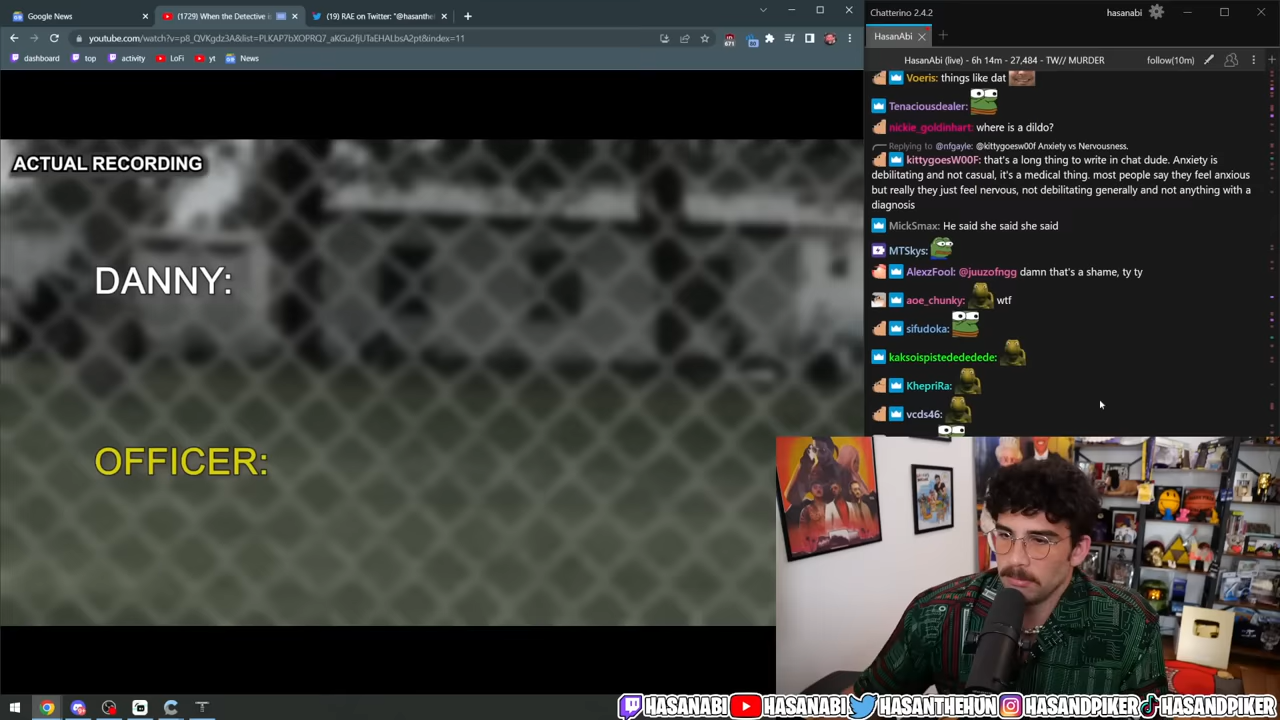 Google News
(1729) When the Detective i
(19) RAE on Twitter: "@hasanthe
youtube.com/watch?v=p8_QVKgdz3A&list=PLKAP7bXOPRQ7_aKGu2fjUTaEHALbsA2pt&index=11
dashboard
top
activity
LoFi
yt
News
ACTUAL RECORDING
DANNY:
OFFICER:
Chatterino 2.4.2
hasanabi
HasanAbi
HasanAbi (live) - 6h 14m - 27,484 - TW// MURDER
follow(10m)
Voeris: things like dat
Tenaciousdealer:
nickie_goldinhart: where is a dildo?
Replying to @nfgayle: @kittygoesw00f Anxiety vs Nervousness.
kittygoesW00F: that's a long thing to write in chat dude. Anxiety is
debilitating and not casual, it's a medical thing. most people say they feel anxious
but really they just feel nervous, not debilitating generally and not anything with a
diagnosis
MickSmax: He said she said she said
MTSkys:
AlexzFool: @juuzofngg damn that's a shame, ty ty
aoe_chunky: wtf
sifudoka:
kaksoispistedededede:
KhepriRa:
vcds46:
HASANABI
HASANABI
HASANTHEHUN
HASANDPIKER
HASANDPIKER